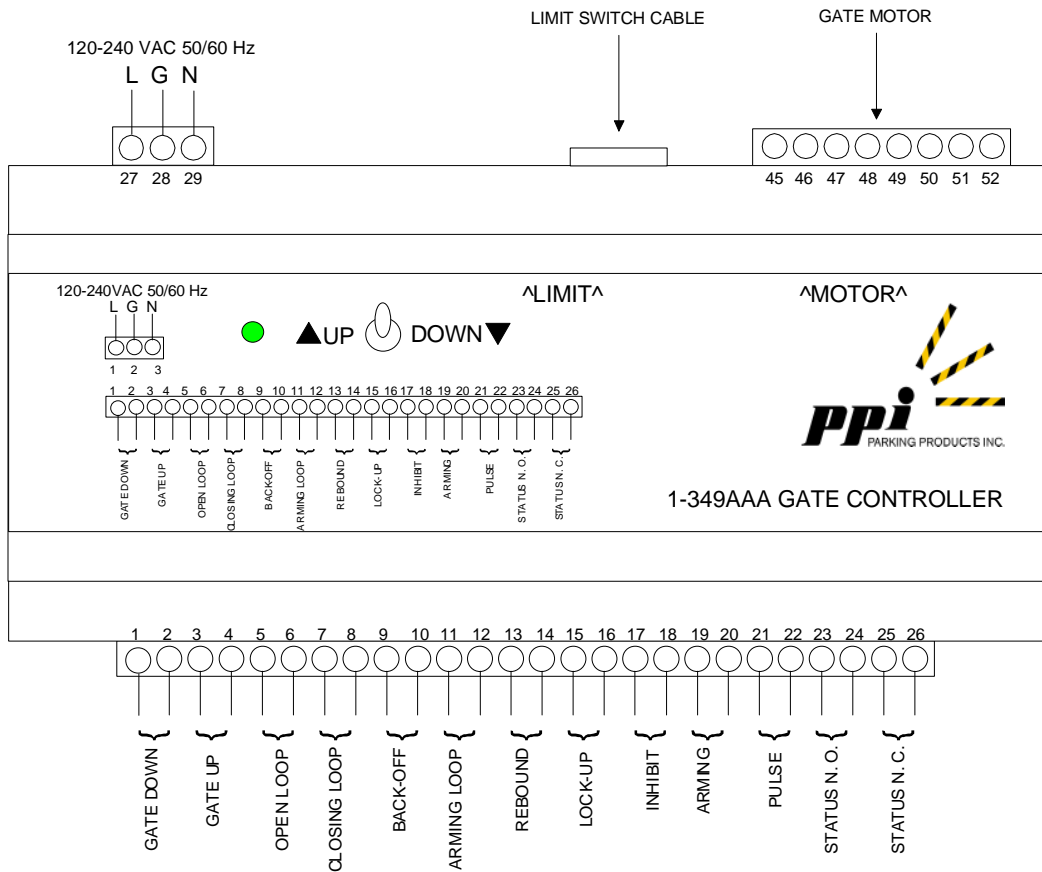 LIMIT SWITCH CABLE
GATE MOTOR
120-240 VAC 50/60 Hz
L G N
27 28 29
45 46 47 48 49 50 51 52
120-240VAC 50/60 Hz
L G N
1 2 3
UP DOWN
^LIMIT^
^MOTOR^
1 2 3 4 5 6 7 8 9 10 11 12 13 14 15 16 17 18 19 20 21 22 23 24 25 26
GATE DOWN
GATE UP
OPEN LOOP
CLOSING LOOP
BACK-OFF
ARMING LOOP
REBOUND
LOCK-UP
INHIBIT
ARMING
PULSE
STATUS N. O.
STATUS N. C.
ppi
PARKING PRODUCTS INC.
1-349AAA GATE CONTROLLER
1 2 3 4 5 6 7 8 9 10 11 12 13 14 15 16 17 18 19 20 21 22 23 24 25 26
GATE DOWN
GATE UP
OPEN LOOP
CLOSING LOOP
BACK-OFF
ARMING LOOP
REBOUND
LOCK-UP
INHIBIT
ARMING
PULSE
STATUS N. O.
STATUS N. C.